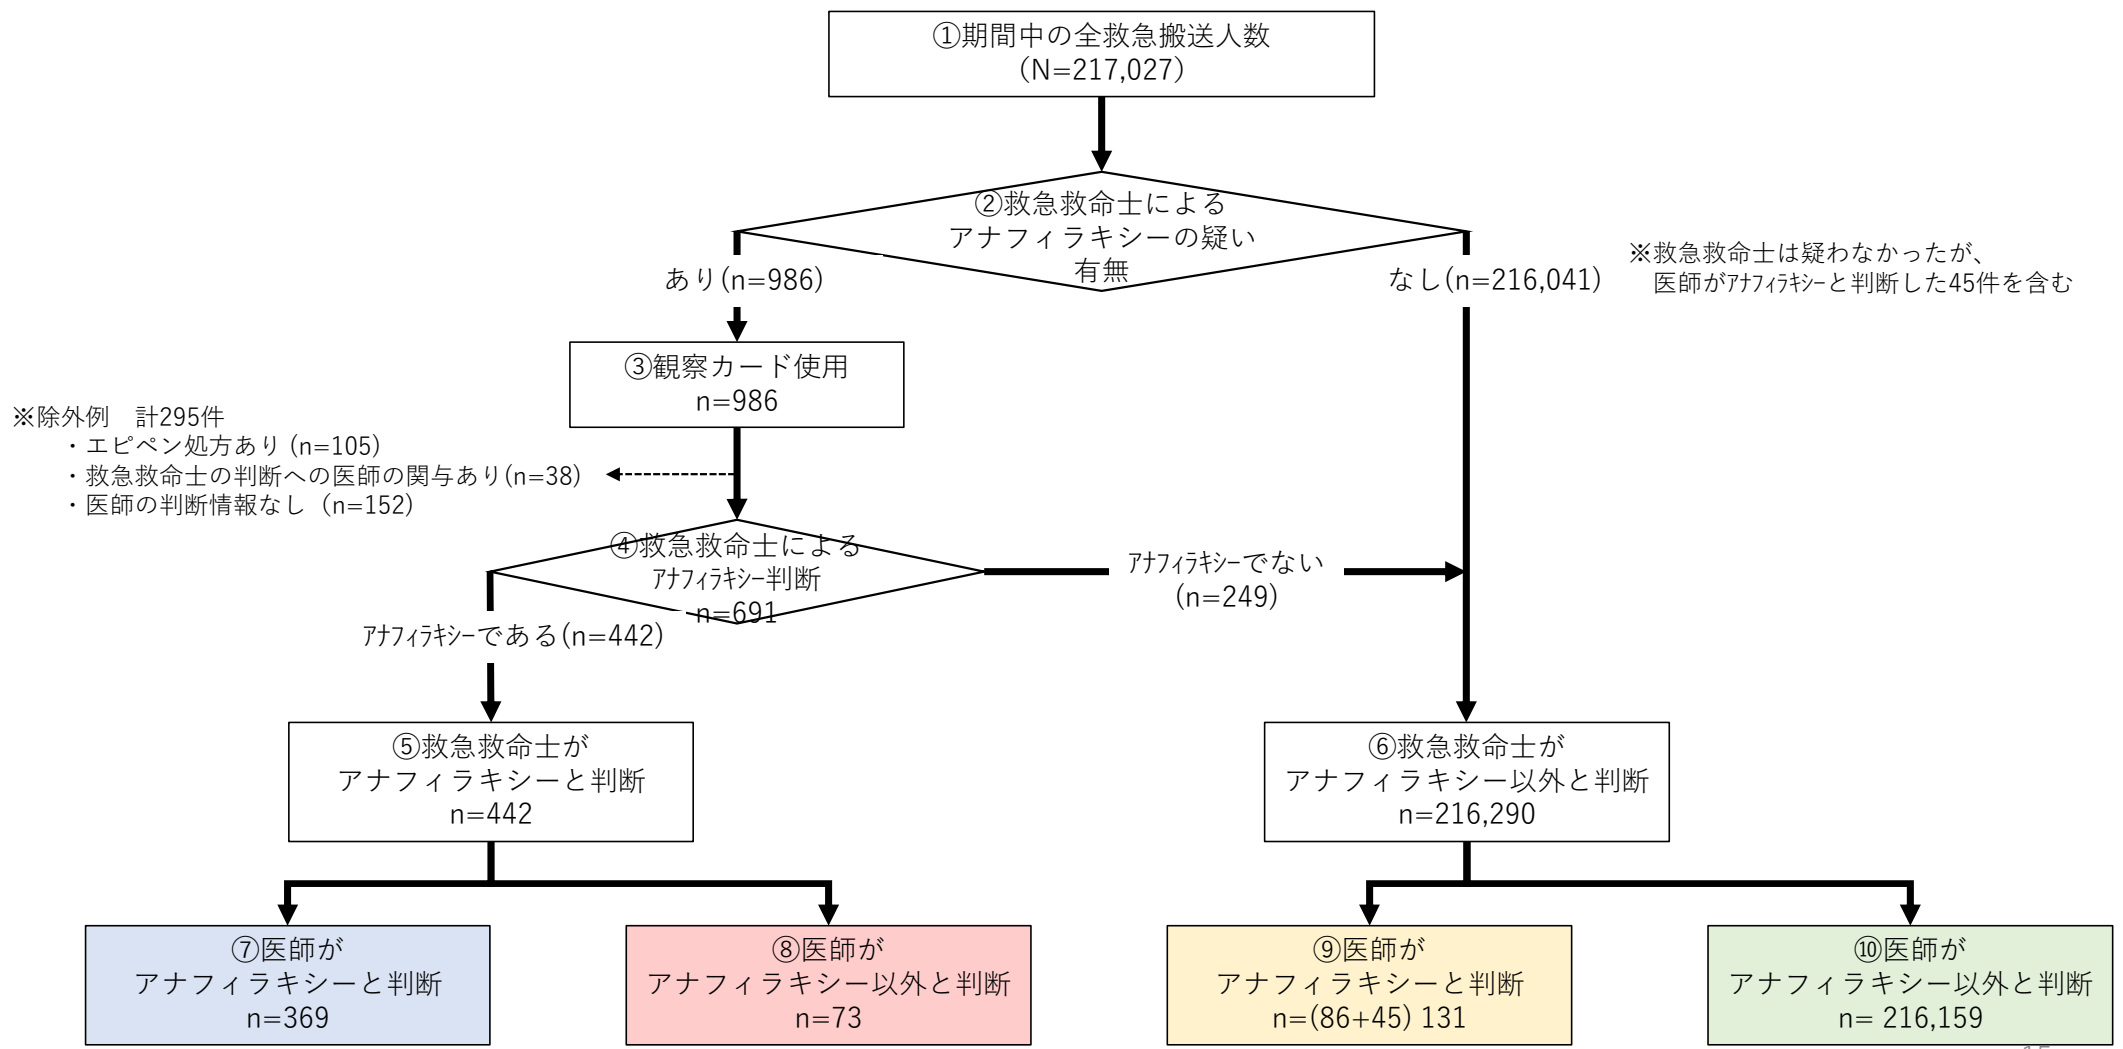 ①期間中の全救急搬送人数
(N=217,027)
②救急救命士による
アナフィラキシーの疑い
有無
あり(n=986)
なし(n=216,041)
※救急救命士は疑わなかったが、
医師がｱﾅﾌｨﾗｷｼｰと判断した45件を含む
③観察カード使用
n=986
※除外例　計295件
・エピペン処方あり (n=105)
・救急救命士の判断への医師の関与あり(n=38)
・医師の判断情報なし (n=152)
④救急救命士による
ｱﾅﾌｨﾗｷｼｰ判断
n=691
ｱﾅﾌｨﾗｷｼｰでない
(n=249)
ｱﾅﾌｨﾗｷｼｰである(n=442)
⑤救急救命士が
アナフィラキシーと判断
n=442
⑥救急救命士が
アナフィラキシー以外と判断
n=216,290
⑦医師が
アナフィラキシーと判断
n=369
⑧医師が
アナフィラキシー以外と判断
n=73
⑨医師が
アナフィラキシーと判断
n=(86+45) 131
⑩医師が
アナフィラキシー以外と判断
n= 216,159